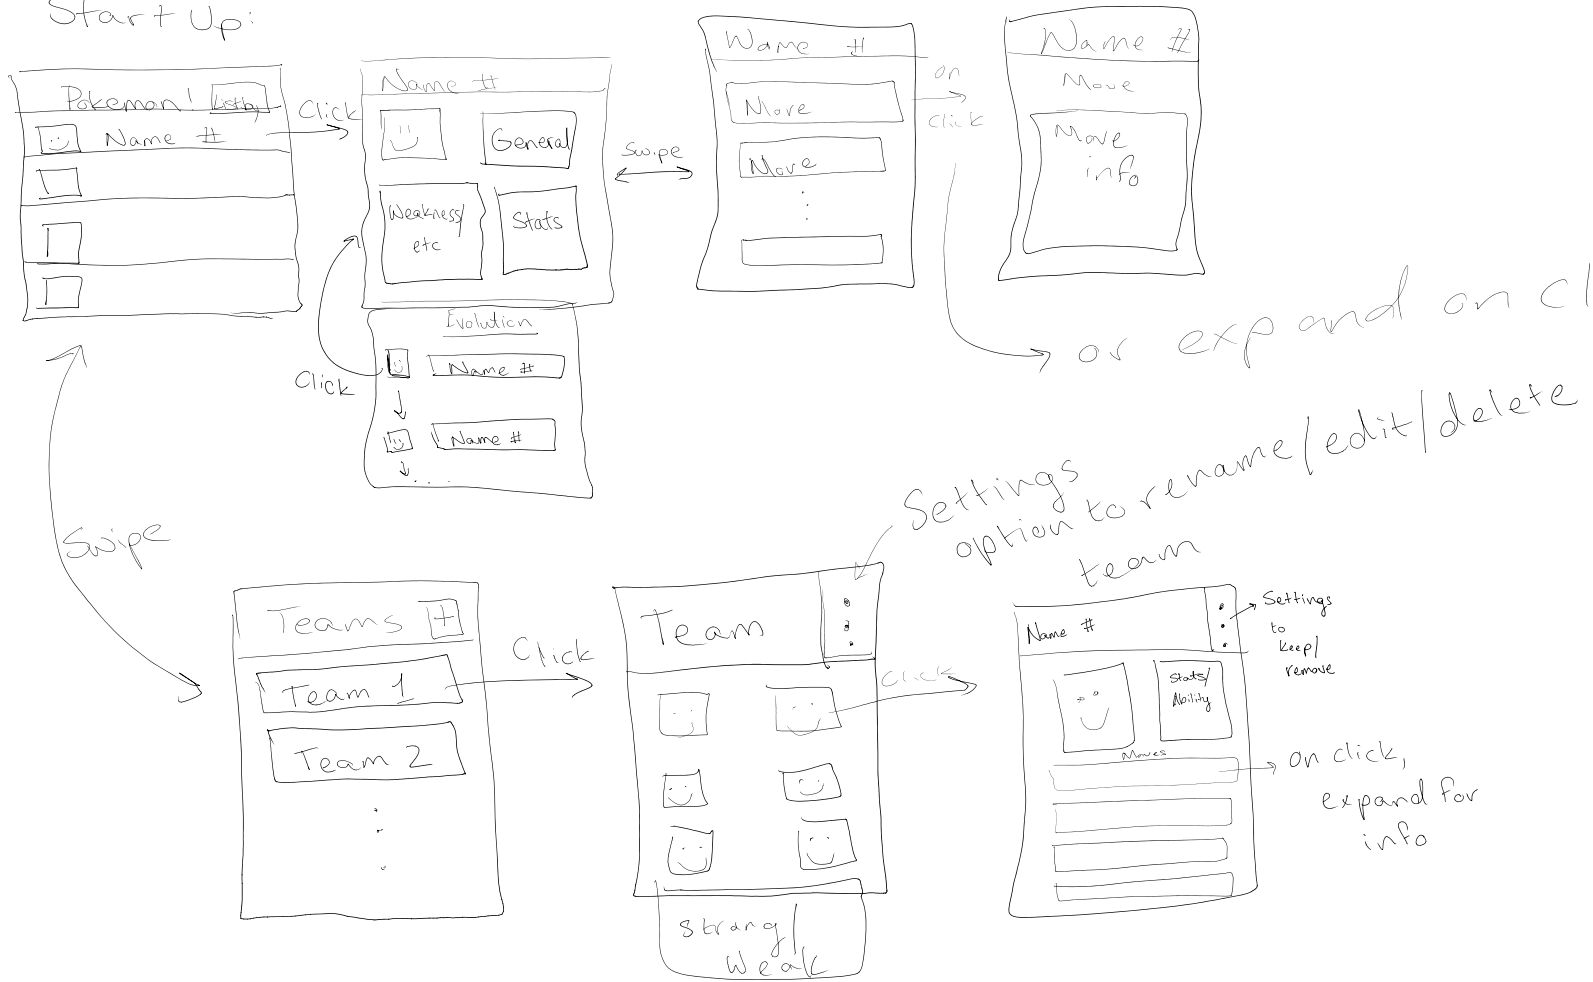 Start Up:
Pokemon! List by
Name #
Click
Name #
General
Weakness/
etc
Stats
Evolution
Name #
Name #
. . .
Click
Swipe
Name #
Move
Move
on
click
Name #
Move
Move
info
or expand on cl
Swipe
Teams +
Team 1
Team 2
Click
Settings
option to rename/edit/delete
team
Team
Strong/
Weak
Click
Name #
Settings
to
keep/
remove
Stats/
Ability
Moves
on click,
expand for
info